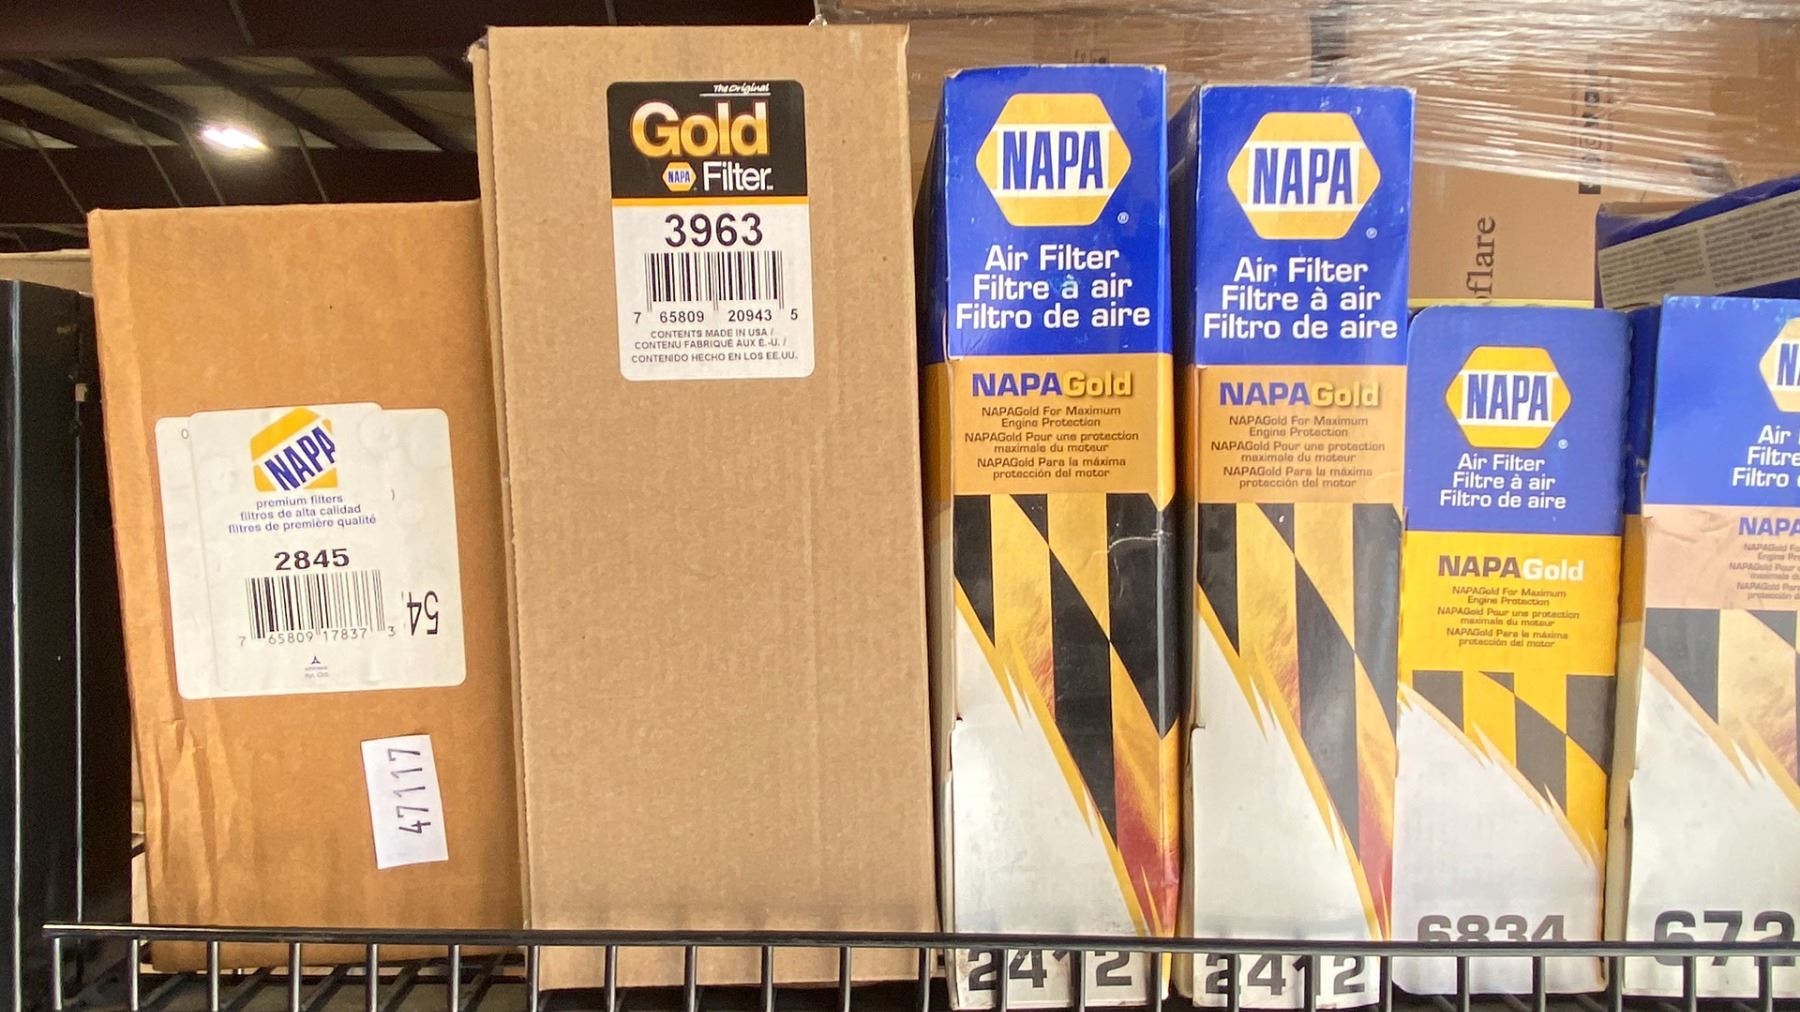 NAPA
premium filters
filtros de alta calidad
filtres de première qualité
2845
7 65809 17837 3
54
47117
The Original
Gold
NAPA Filter
3963
7 65809 20943 5
CONTENTS MADE IN USA /
CONTENU FABRIQUÉ AUX É.-U. /
CONTENIDO HECHO EN LOS EE.UU.
NAPA
®
Air Filter
Filtre à air
Filtro de aire
NAPAGold
NAPAGold For Maximum
Engine Protection
NAPAGold Pour une protection
maximale du moteur
NAPAGold Para la máxima
protección del motor
2412
NAPA
®
Air Filter
Filtre à air
Filtro de aire
NAPAGold
NAPAGold For Maximum
Engine Protection
NAPAGold Pour une protection
maximale du moteur
NAPAGold Para la máxima
protección del motor
2412
flare
NAPA
®
Air Filter
Filtre à air
Filtro de aire
NAPAGold
NAPAGold For Maximum
Engine Protection
NAPAGold Pour une protection
maximale du moteur
NAPAGold Para la máxima
protección del motor
6834
Air
Filtre
Filtro
NAPA
672